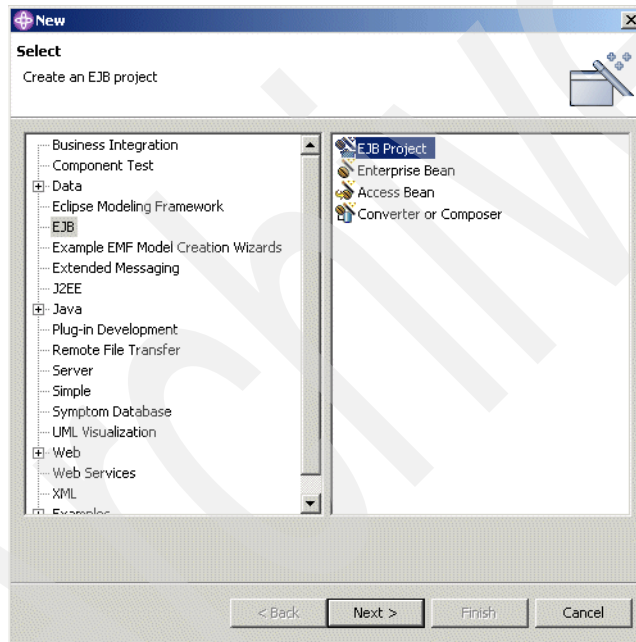 New
Select
Create an EJB project
Business Integration
Component Test
Data
Eclipse Modeling Framework
EJB
Example EMF Model Creation Wizards
Extended Messaging
J2EE
Java
Plug-in Development
Remote File Transfer
Server
Simple
Symptom Database
UML Visualization
Web
Web Services
XML
Examples
EJB Project
Enterprise Bean
Access Bean
Converter or Composer
< Back
Next >
Finish
Cancel